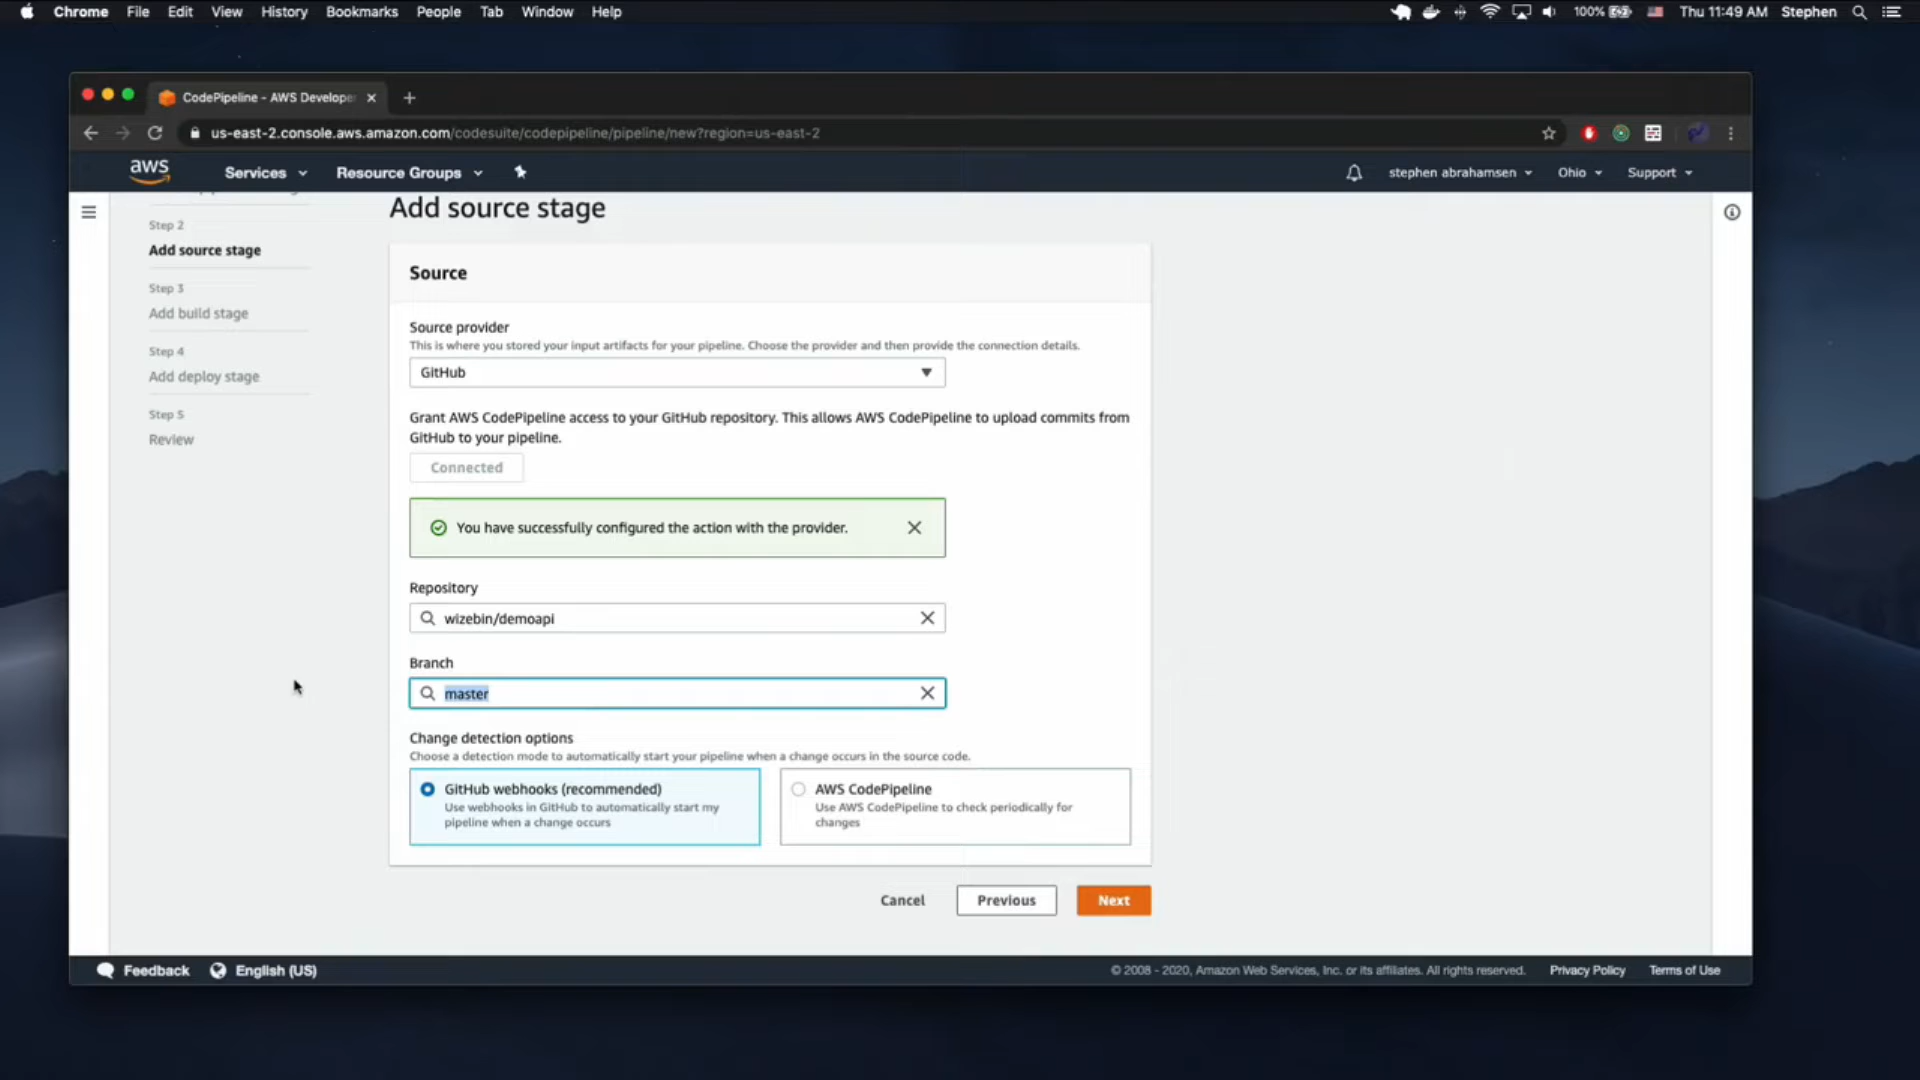 Chrome File Edit View History Bookmarks People Tab Window Help
100% Thu 11:49 AM Stephen
CodePipeline - AWS Develope
us-east-2.console.aws.amazon.com/codesuite/codepipeline/pipeline/new?region=us-east-2
aws Services Resource Groups stephen abrahamsen Ohio Support
Step 2
Add source stage
Step 3
Add build stage
Step 4
Add deploy stage
Step 5
Review
Add source stage
Source
Source provider
This is where you stored your input artifacts for your pipeline. Choose the provider and then provide the connection details.
GitHub
Grant AWS CodePipeline access to your GitHub repository. This allows AWS CodePipeline to upload commits from
GitHub to your pipeline.
Connected
You have successfully configured the action with the provider.
Repository
wizebin/demoapi
Branch
master
Change detection options
Choose a detection mode to automatically start your pipeline when a change occurs in the source code.
GitHub webhooks (recommended)
Use webhooks in GitHub to automatically start my
pipeline when a change occurs
AWS CodePipeline
Use AWS CodePipeline to check periodically for
changes
Cancel Previous Next
Feedback English (US) © 2008 - 2020, Amazon Web Services, Inc. or its affiliates. All rights reserved. Privacy Policy Terms of Use